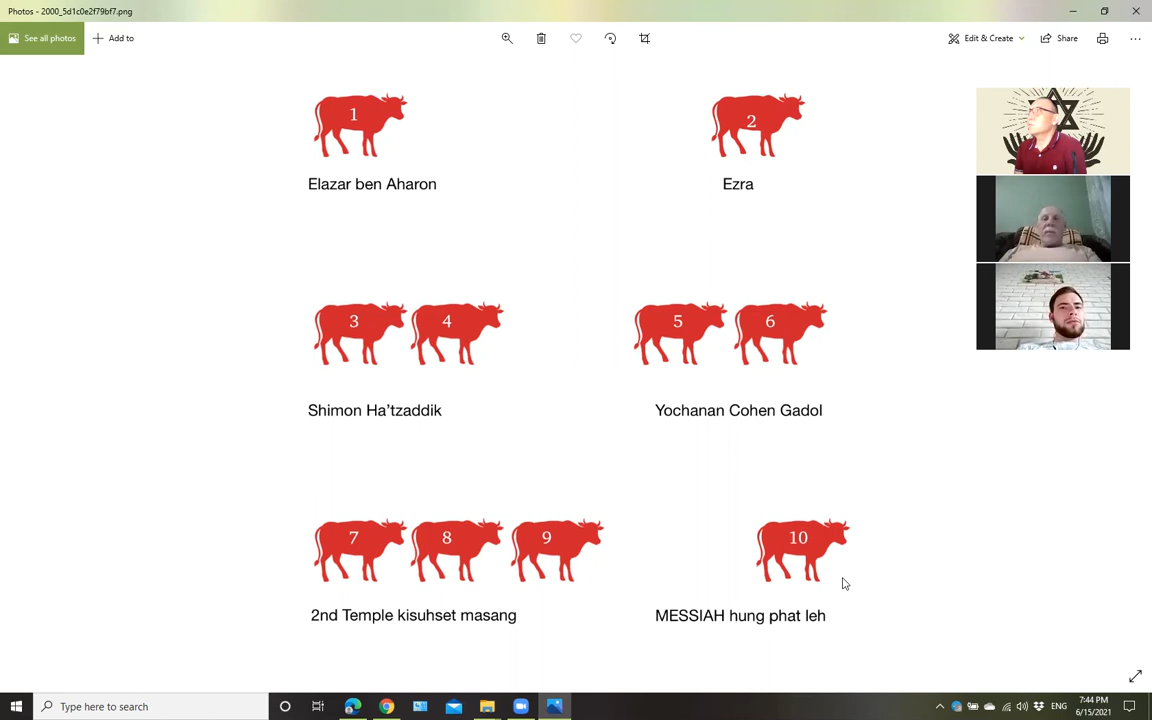 Photos - 2000_5d1c0e2f79bf7.png
See all photos
Add to
Edit & Create
Share
1
2
Elazar ben Aharon
Ezra
3
4
5
6
Shimon Ha'tzaddik
Yochanan Cohen Gadol
7
8
9
10
2nd Temple kisuhset masang
MESSIAH hung phat leh
Type here to search
ENG
7:44 PM
6/15/2021